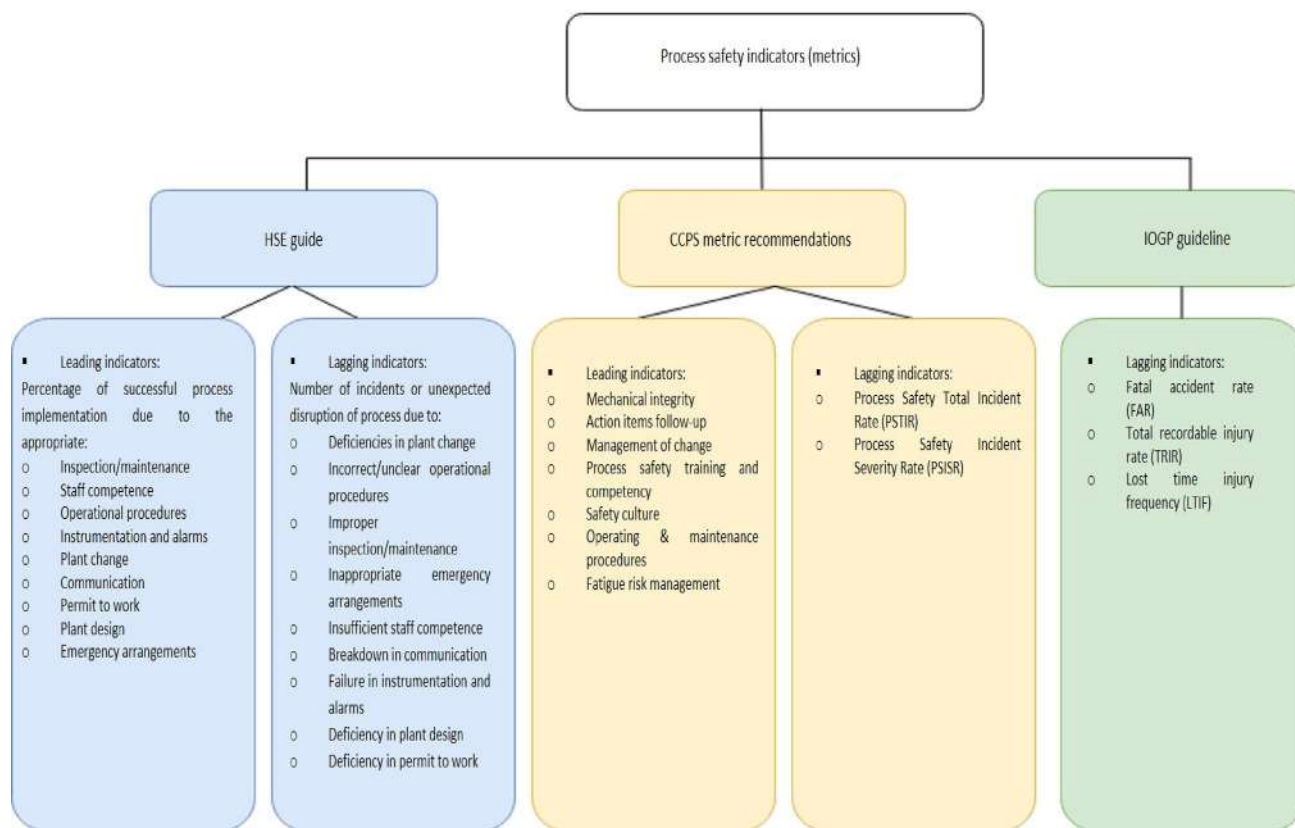 Process safety indicators (metrics)
HSE guide
CCPS metric recommendations
IOGP guideline
▪ Leading indicators:
Percentage of successful process
implementation due to the
appropriate:
o Inspection/maintenance
o Staff competence
o Operational procedures
o Instrumentation and alarms
o Plant change
o Communication
o Permit to work
o Plant design
o Emergency arrangements
▪ Lagging indicators:
Number of incidents or unexpected
disruption of process due to:
o Deficiencies in plant change
o Incorrect/unclear operational
procedures
o Improper
inspection/maintenance
o Inappropriate emergency
arrangements
o Insufficient staff competence
o Breakdown in communication
o Failure in instrumentation and
alarms
o Deficiency in plant design
o Deficiency in permit to work
▪ Leading indicators:
o Mechanical integrity
o Action items follow-up
o Management of change
o Process safety training and
competency
o Safety culture
o Operating & maintenance
procedures
o Fatigue risk management
▪ Lagging indicators:
o Process Safety Total Incident
Rate (PSTIR)
o Process Safety Incident
Severity Rate (PSISR)
▪ Lagging indicators:
o Fatal accident rate
(FAR)
o Total recordable injury
rate (TRIR)
o Lost time injury
frequency (LTIF)